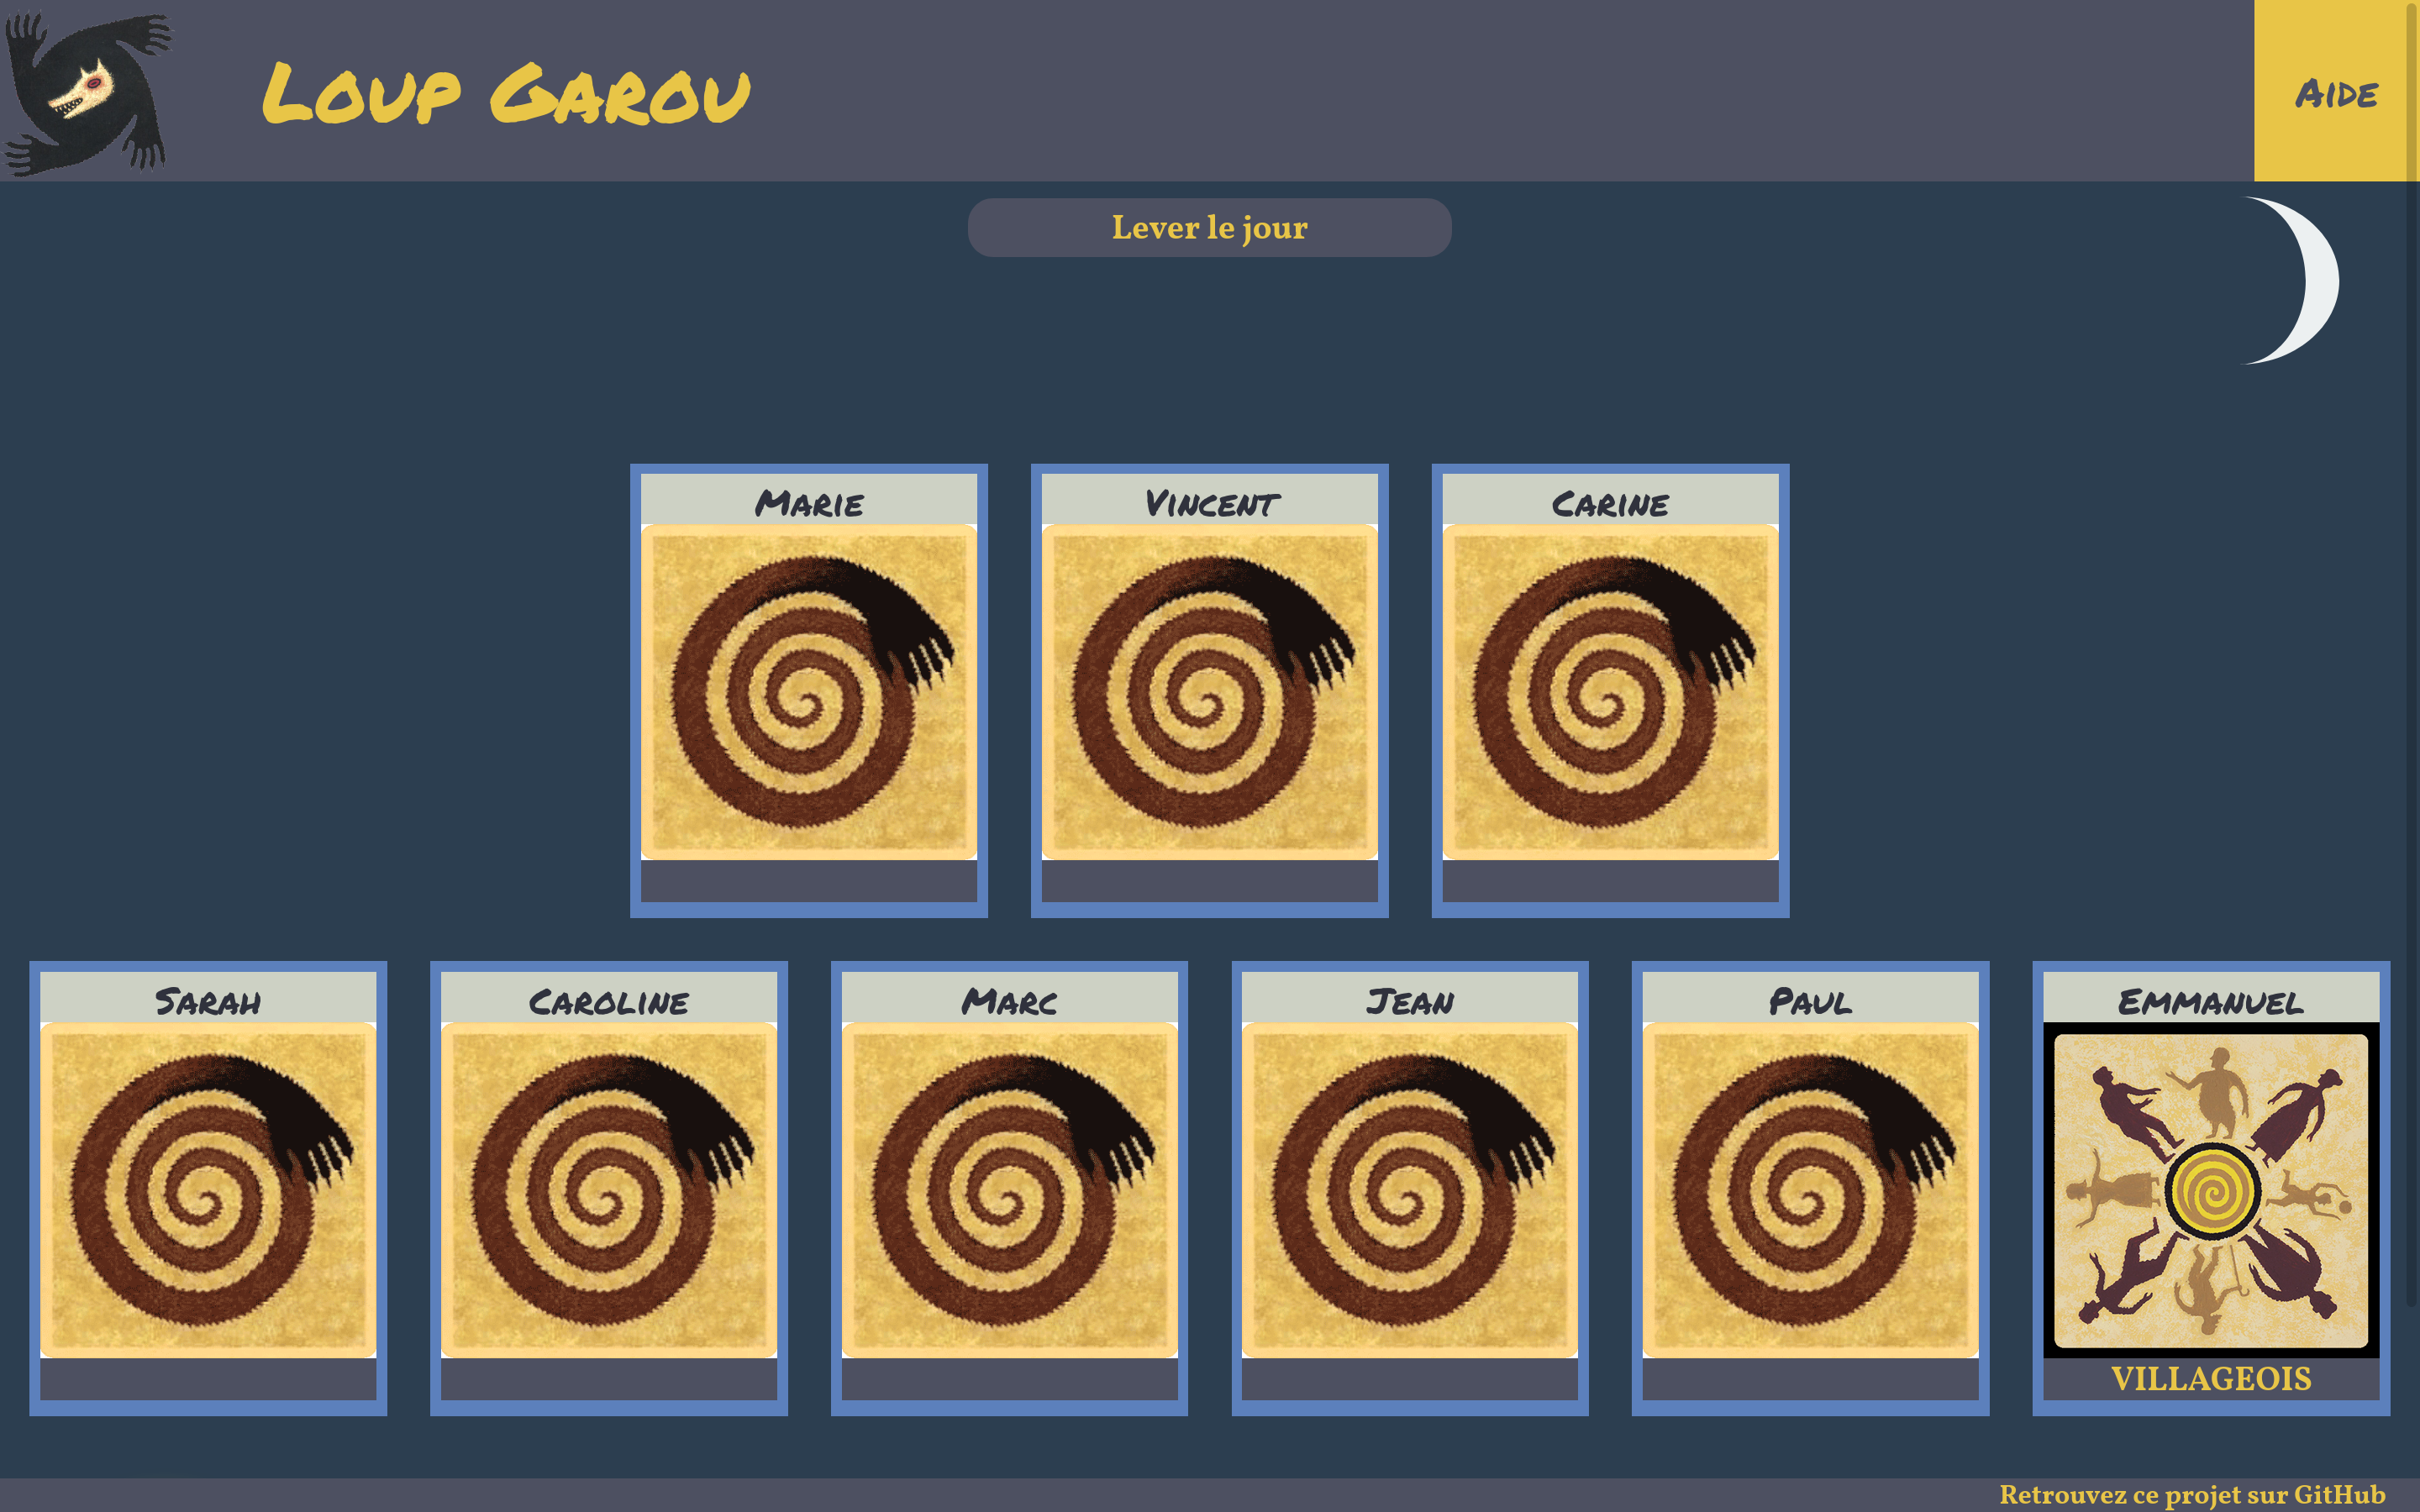 Loup Garou
Aide
Lever le jour
Marie
Vincent
Carine
Sarah
Caroline
Marc
Jean
Paul
Emmanuel
VILLAGEOIS
Retrouvez ce projet sur GitHub